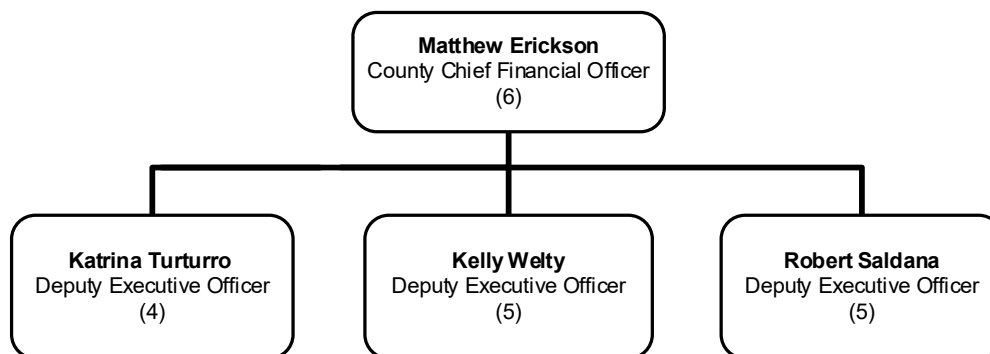 Matthew Erickson
County Chief Financial Officer
(6)
Katrina Turturro
Deputy Executive Officer
(4)
Kelly Welty
Deputy Executive Officer
(5)
Robert Saldana
Deputy Executive Officer
(5)